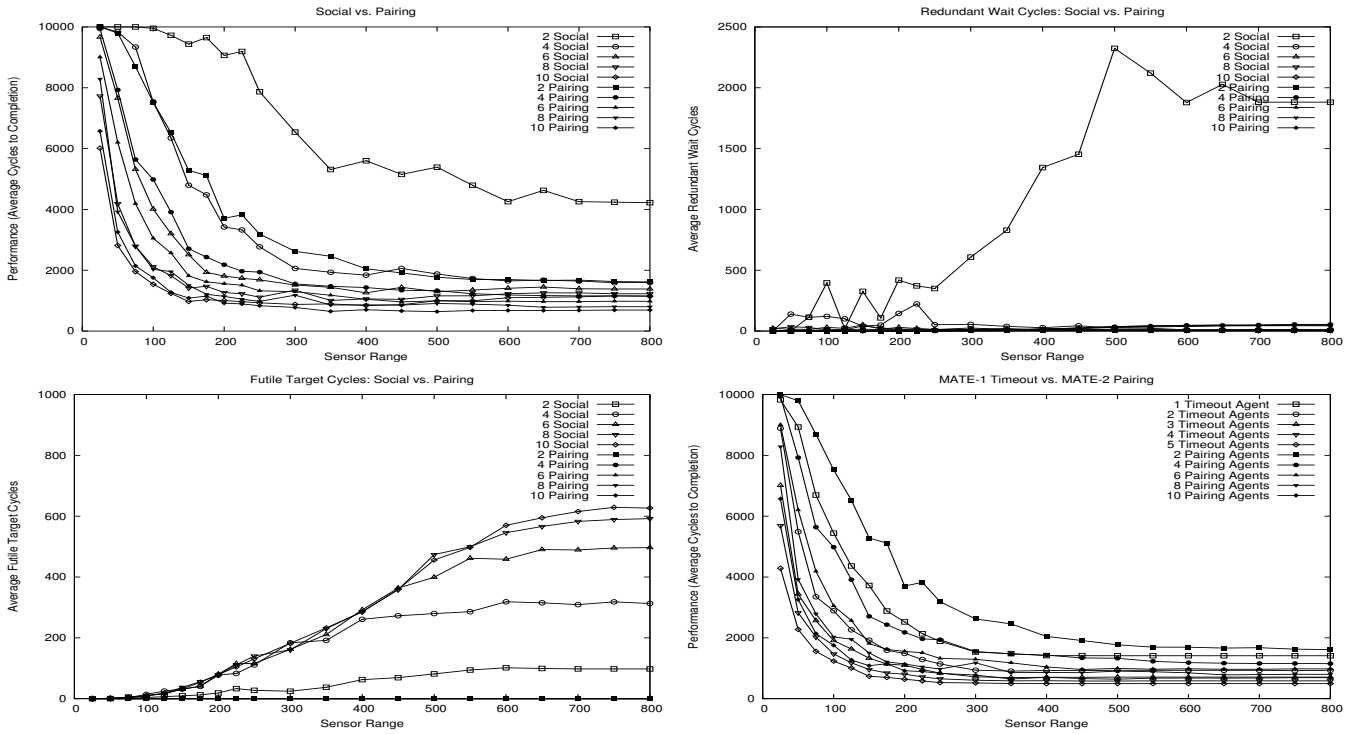 Social vs. Pairing
Performance (Average Cycles to Completion)
10000
8000
6000
4000
2000
0
0 100 200 300 400 500 600 700 800
Sensor Range
2 Social
4 Social
6 Social
8 Social
10 Social
2 Pairing
4 Pairing
6 Pairing
8 Pairing
10 Pairing
Redundant Wait Cycles: Social vs. Pairing
Average Redundant Wait Cycles
2500
2000
1500
1000
500
0
0 100 200 300 400 500 600 700 800
Sensor Range
2 Social
4 Social
6 Social
8 Social
10 Social
2 Pairing
4 Pairing
6 Pairing
8 Pairing
10 Pairing
Futile Target Cycles: Social vs. Pairing
Average Futile Target Cycles
1000
800
600
400
200
0
0 100 200 300 400 500 600 700 800
Sensor Range
2 Social
4 Social
6 Social
8 Social
10 Social
2 Pairing
4 Pairing
6 Pairing
8 Pairing
10 Pairing
MATE-1 Timeout vs. MATE-2 Pairing
Performance (Average Cycles to Completion)
10000
8000
6000
4000
2000
0
0 100 200 300 400 500 600 700 800
Sensor Range
1 Timeout Agent
2 Timeout Agents
3 Timeout Agents
4 Timeout Agents
5 Timeout Agents
2 Pairing Agents
4 Pairing Agents
6 Pairing Agents
8 Pairing Agents
10 Pairing Agents